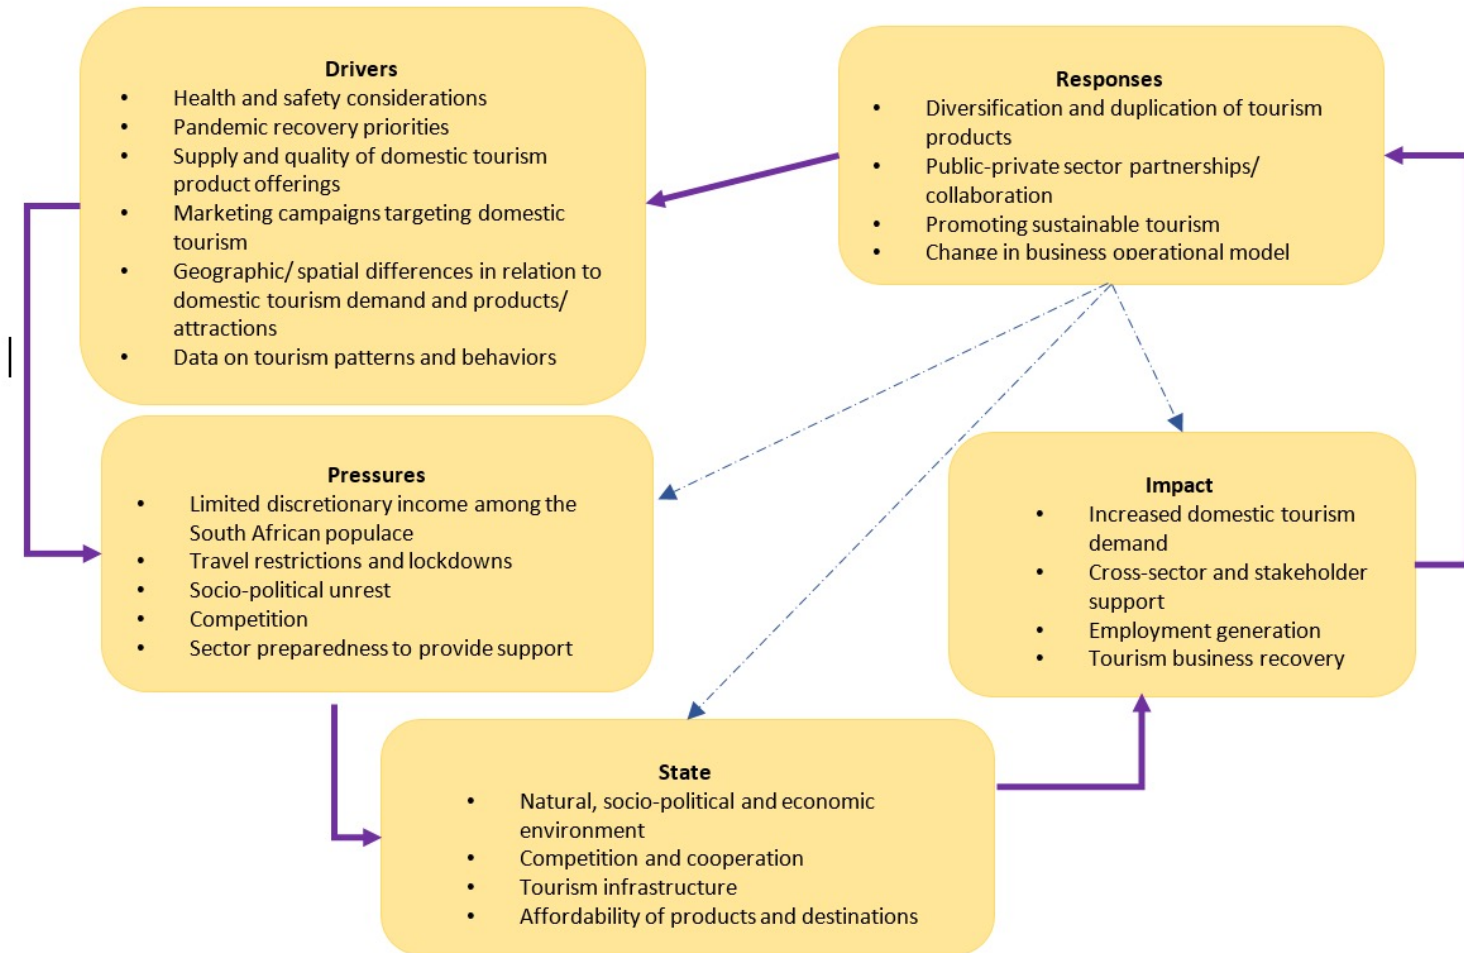 Drivers
• Health and safety considerations
• Pandemic recovery priorities
• Supply and quality of domestic tourism
product offerings
• Marketing campaigns targeting domestic
tourism
• Geographic/ spatial differences in relation to
domestic tourism demand and products/
attractions
• Data on tourism patterns and behaviors
Responses
• Diversification and duplication of tourism
products
• Public-private sector partnerships/
collaboration
• Promoting sustainable tourism
• Change in business operational model
Pressures
• Limited discretionary income among the
South African populace
• Travel restrictions and lockdowns
• Socio-political unrest
• Competition
• Sector preparedness to provide support
Impact
• Increased domestic tourism
demand
• Cross-sector and stakeholder
support
• Employment generation
• Tourism business recovery
State
• Natural, socio-political and economic
environment
• Competition and cooperation
• Tourism infrastructure
• Affordability of products and destinations